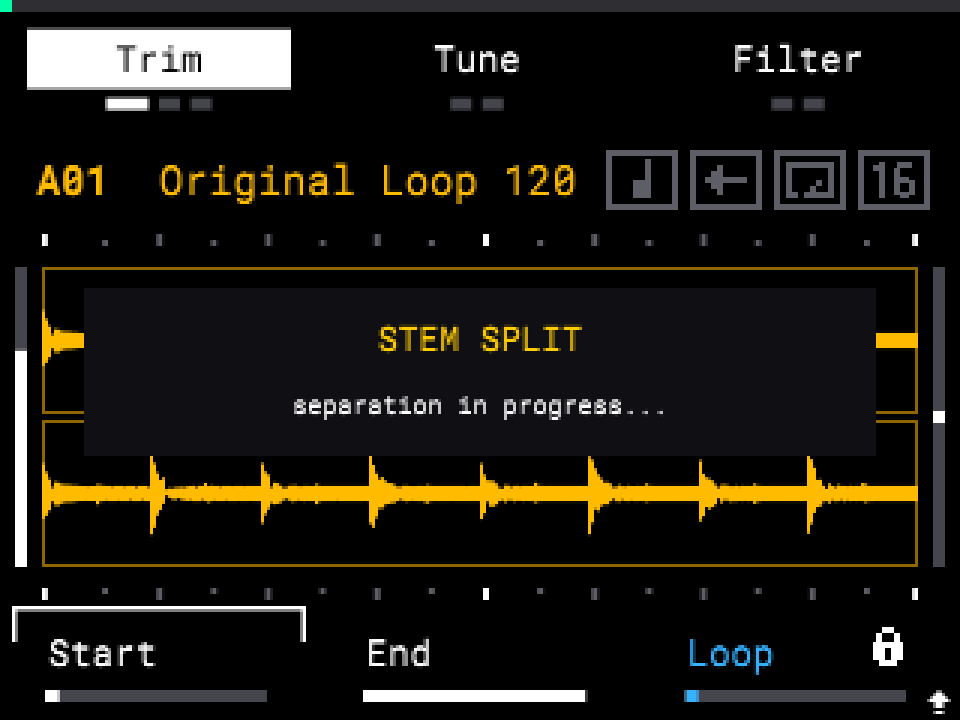 Trim Tune Filter
A01 Original Loop 120 16
STEM SPLIT
separation in progress...
Start End Loop